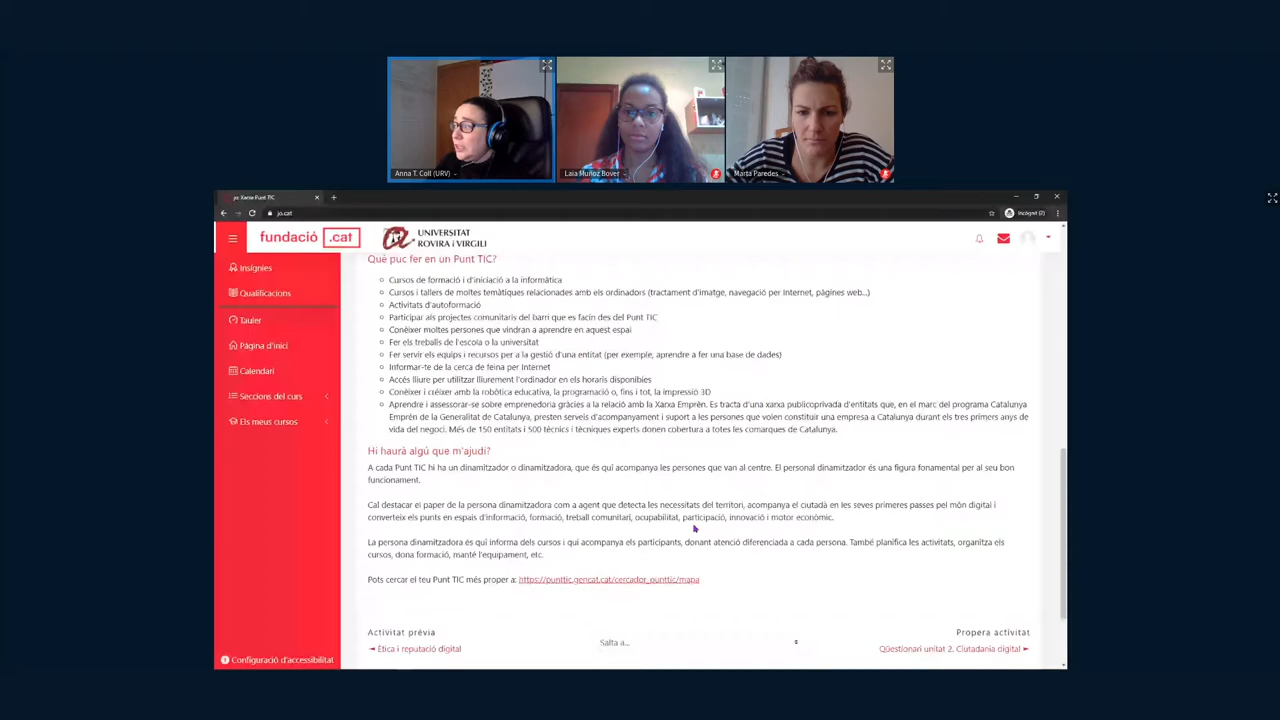 Anna T. Coll (URV)
Laia Muñoz Bover
Marta Paredes
Xarxa Punt TIC
jo.cat
Incògnit (2)
fundació .cat
UNIVERSITAT
ROVIRA i VIRGILI
Insígnies
Qualificacions
Tauler
Pàgina d'inici
Calendari
Seccions del curs
Els meus cursos
Configuració d'accessibilitat
Què puc fer en un Punt TIC?
Cursos de formació i d'iniciació a la informàtica
Cursos i tallers de moltes temàtiques relacionades amb els ordinadors (tractament d'imatge, navegació per Internet, pàgines web...)
Activitats d'autoformació
Participar als projectes comunitaris del barri que es facin des del Punt TIC
Conèixer moltes persones que vindran a aprendre en aquest espai
Fer els treballs de l'escola o la universitat
Fer servir els equips i recursos per a la gestió d'una entitat (per exemple, aprendre a fer una base de dades)
Informar-te de la cerca de feina per Internet
Accés lliure per utilitzar lliurement l'ordinador en els horaris disponibles
Conèixer i créixer amb la robòtica educativa, la programació o, fins i tot, la impressió 3D
Aprendre i assessorar-se sobre emprenedoria gràcies a la relació amb la Xarxa Emprèn. Es tracta d'una xarxa publicoprivada d'entitats que, en el marc del programa Catalunya
Emprèn de la Generalitat de Catalunya, presten serveis d'acompanyament i suport a les persones que volen constituir una empresa a Catalunya durant els tres primers anys de
vida del negoci. Més de 150 entitats i 500 tècnics i tècniques experts donen cobertura a totes les comarques de Catalunya.
Hi haurà algú que m'ajudi?
A cada Punt TIC hi ha un dinamitzador o dinamitzadora, que és qui acompanya les persones que van al centre. El personal dinamitzador és una figura fonamental per al seu bon
funcionament.
Cal destacar el paper de la persona dinamitzadora com a agent que detecta les necessitats del territori, acompanya el ciutadà en les seves primeres passes pel món digital i
converteix els punts en espais d'informació, formació, treball comunitari, ocupabilitat, participació, innovació i motor econòmic.
La persona dinamitzadora és qui informa dels cursos i qui acompanya els participants, donant atenció diferenciada a cada persona. També planifica les activitats, organitza els
cursos, dona formació, manté l'equipament, etc.
Pots cercar el teu Punt TIC més proper a: https://punttic.gencat.cat/cercador_punttic/mapa
Activitat prèvia
◄ Ètica i reputació digital
Salta a...
Propera activitat
Qüestionari unitat 2. Ciutadania digital ►